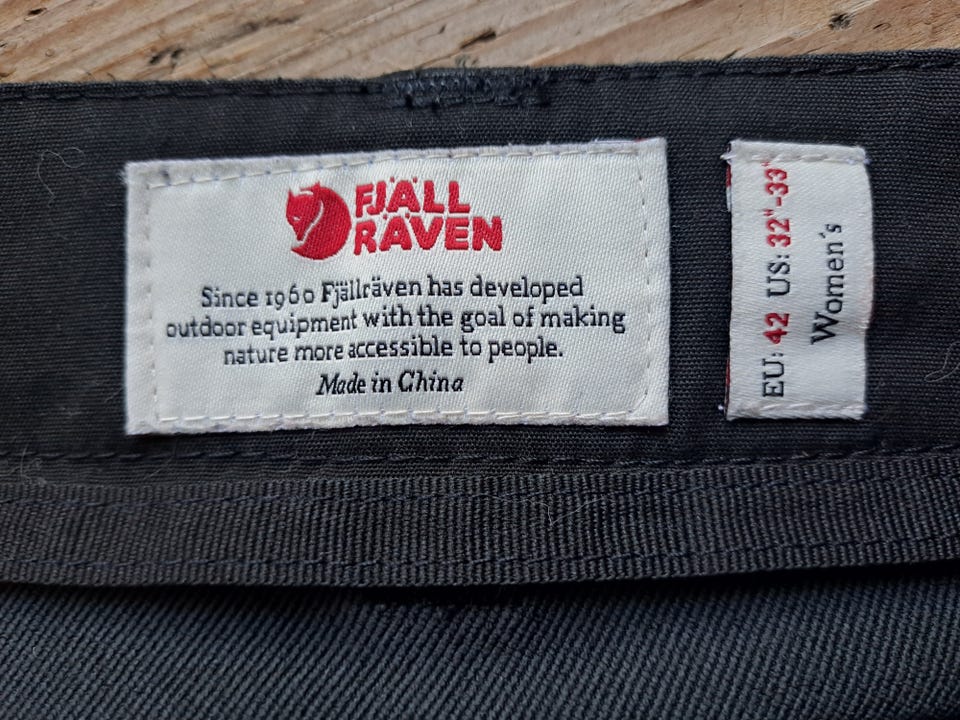 FJÄLL
RÄVEN
Since 1960 Fjällräven has developed
outdoor equipment with the goal of making
nature more accessible to people.
Made in China
EU: 42 US: 32"-33"
Women´s